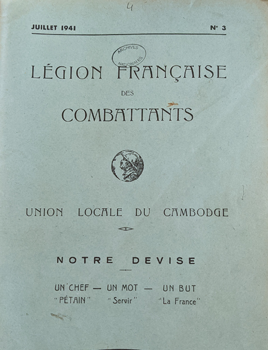 4
JUILLET 1941 N° 3
LÉGION FRANÇAISE
DES
COMBATTANTS
UNION LOCALE DU CAMBODGE
NOTRE DEVISE
UN CHEF — UN MOT — UN BUT
"PÉTAIN" "Servir" "La France"